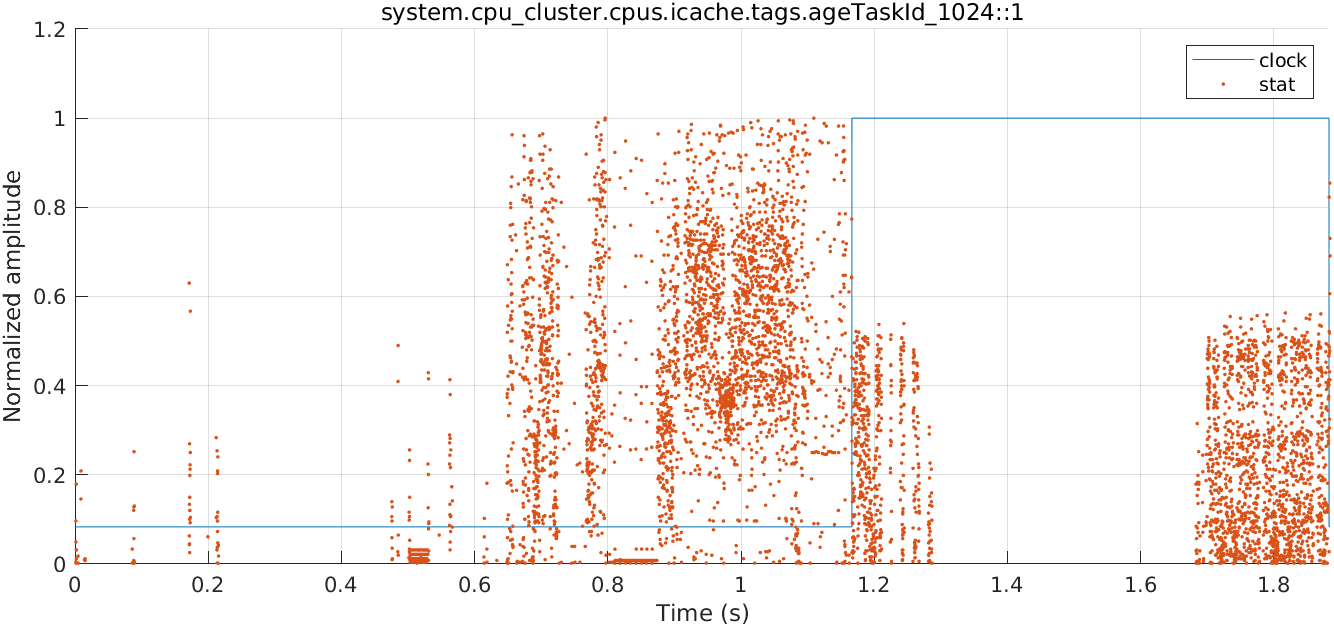 system.cpu_cluster.cpus.icache.tags.ageTaskId_1024::1
Normalized amplitude
1.2
1
0.8
0.6
0.4
0.2
0
clock
stat
0 0.2 0.4 0.6 0.8 1 1.2 1.4 1.6 1.8
Time (s)